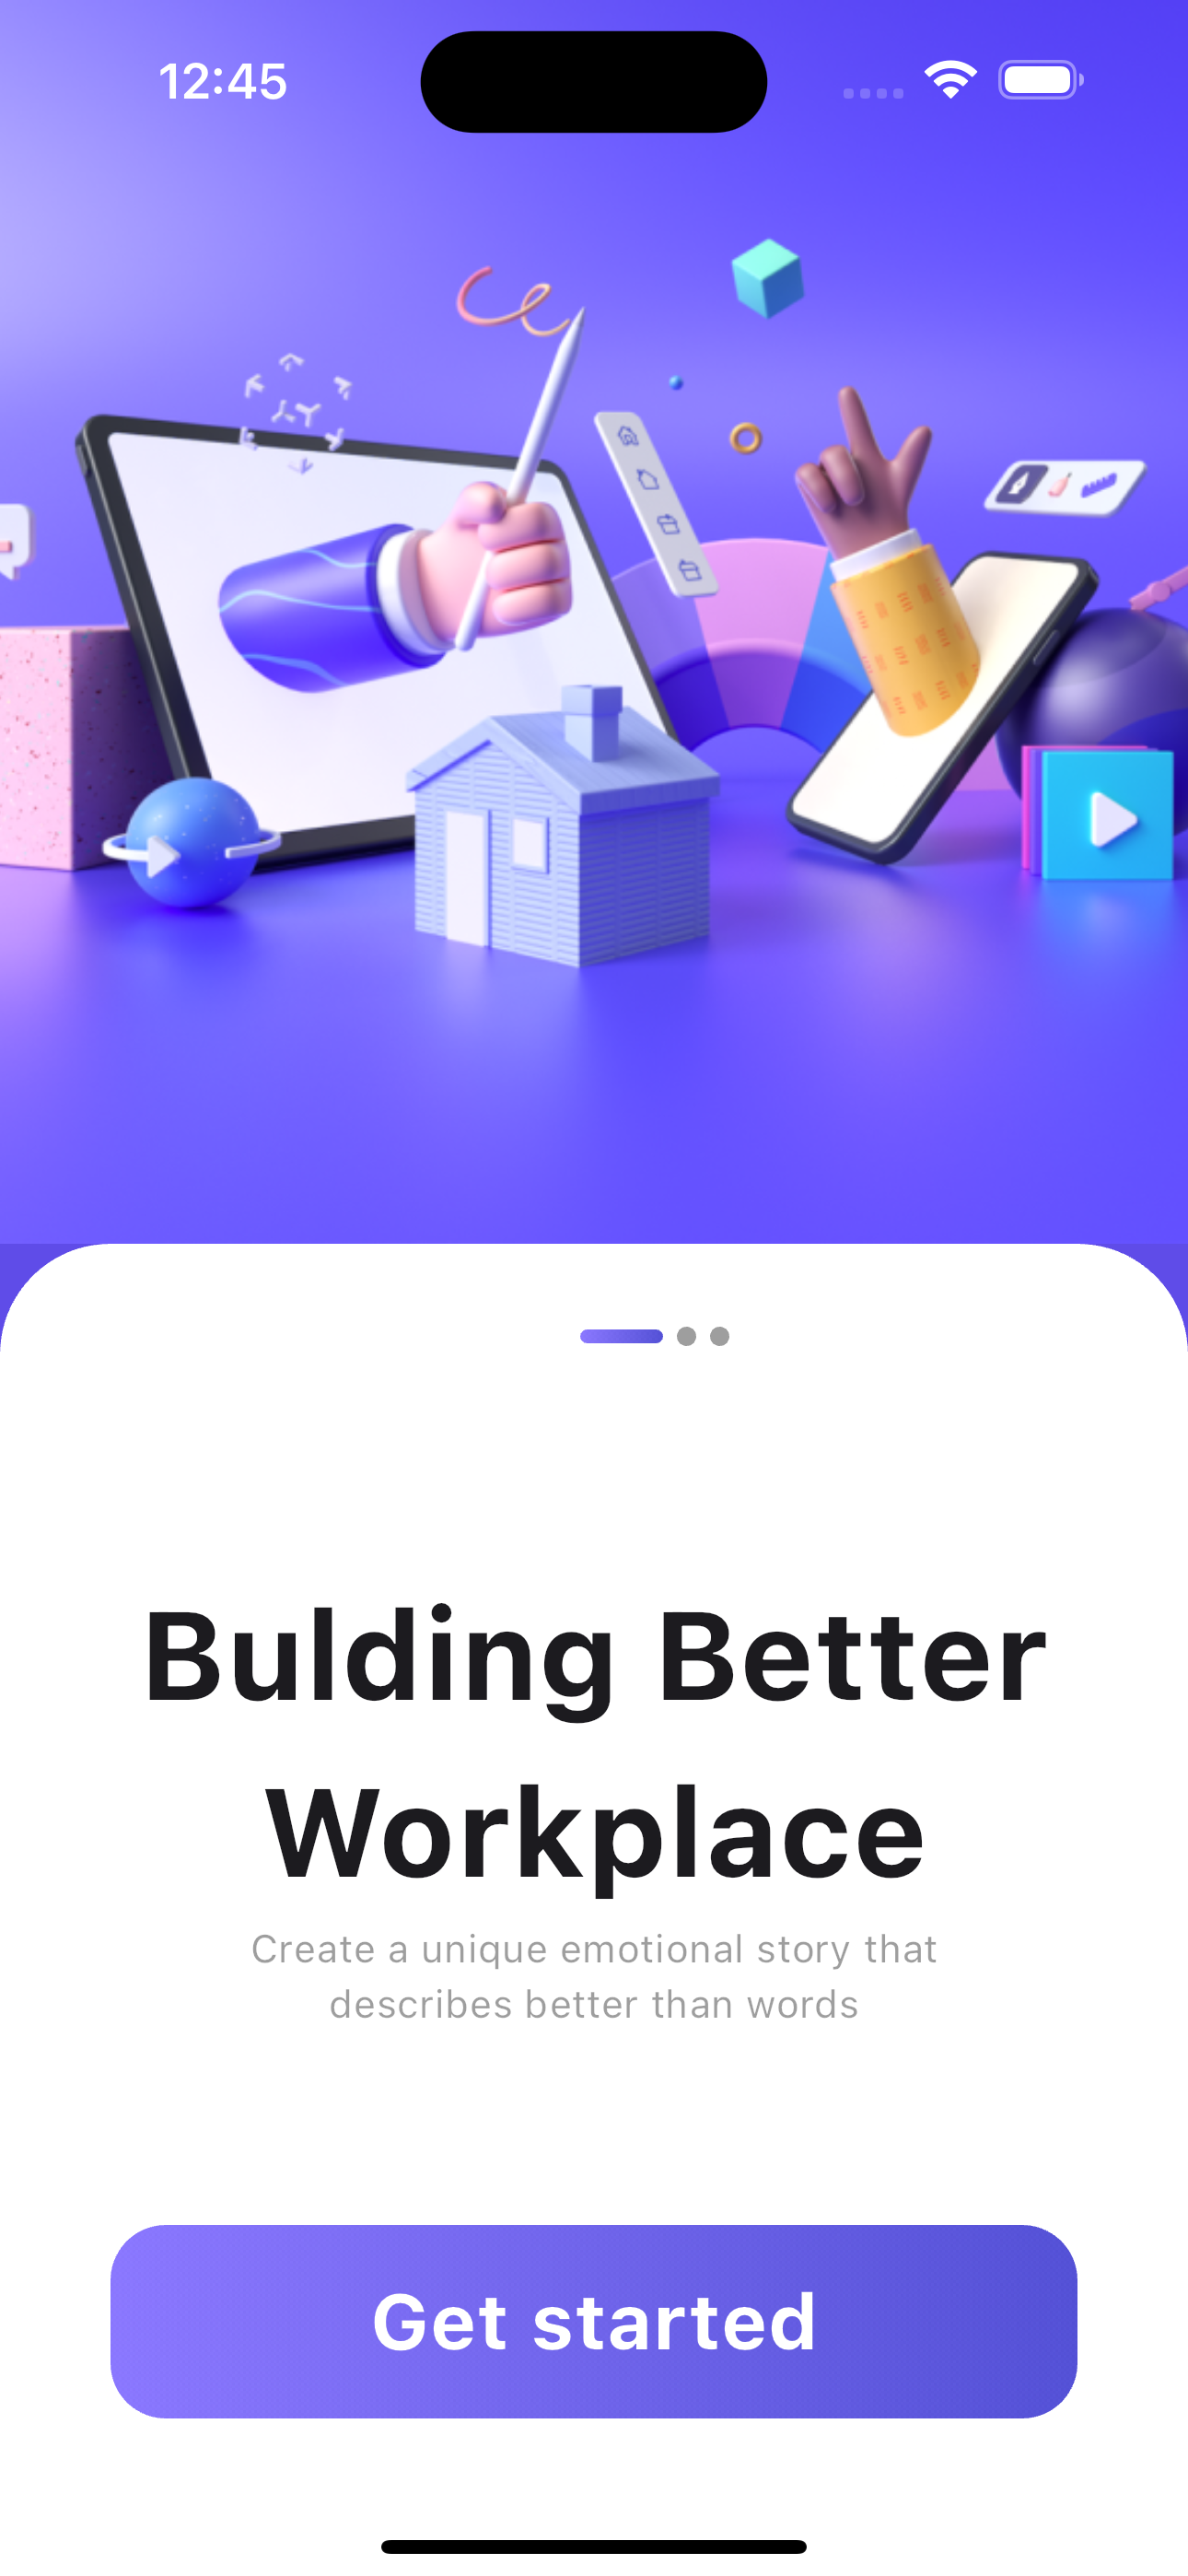 12:45
Bulding Better
Workplace
Create a unique emotional story that
describes better than words
Get started